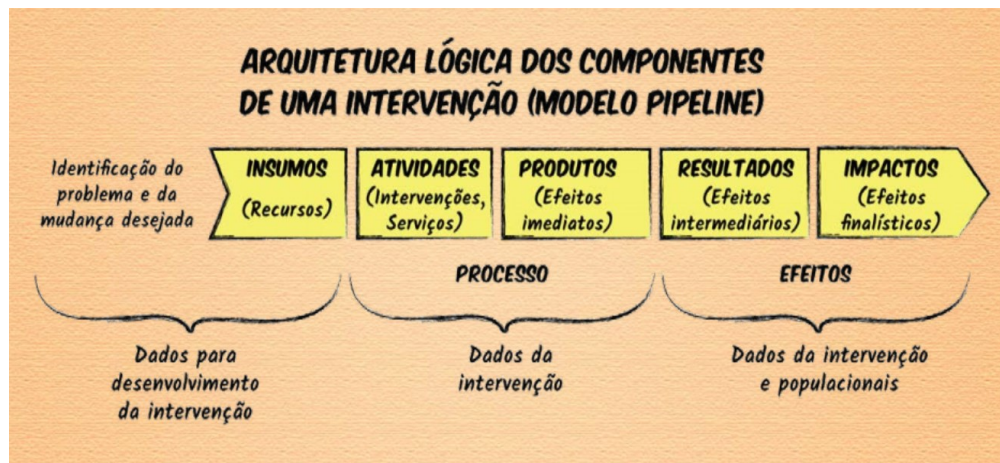 ARQUITETURA LÓGICA DOS COMPONENTES
DE UMA INTERVENÇÃO (MODELO PIPELINE)
Identificação do
problema e da
mudança desejada
INSUMOS
(Recursos)
ATIVIDADES
(Intervenções,
Serviços)
PRODUTOS
(Efeitos
imediatos)
RESULTADOS
(Efeitos
intermediários)
IMPACTOS
(Efeitos
finalísticos)
PROCESSO
EFEITOS
Dados para
desenvolvimento
da intervenção
Dados da
intervenção
Dados da intervenção
e populacionais